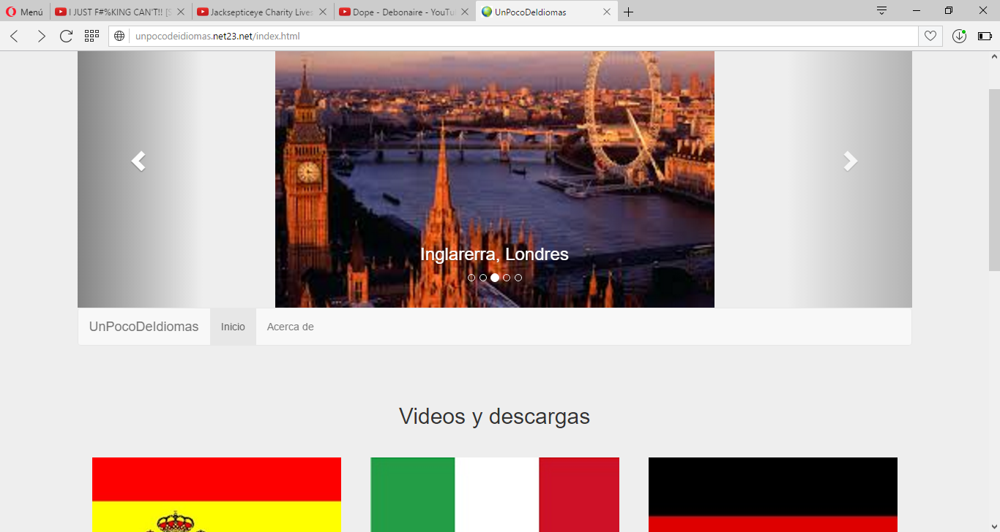 Menú
I JUST F#%KING CAN'T!! [S
Jacksepticeye Charity Lives
Dope - Debonaire - YouTu
UnPocoDeIdiomas
unpocodeidiomas.net23.net/index.html
Inglarerra, Londres
UnPocoDeIdiomas
Inicio
Acerca de
Videos y descargas